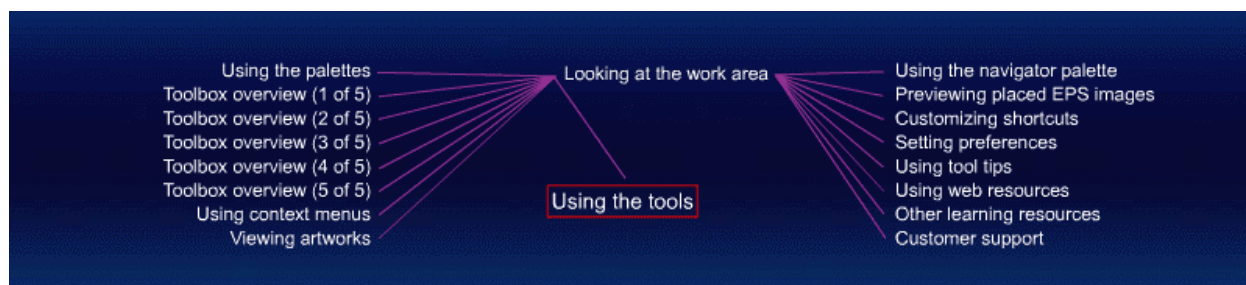 Using the palettes
Toolbox overview (1 of 5)
Toolbox overview (2 of 5)
Toolbox overview (3 of 5)
Toolbox overview (4 of 5)
Toolbox overview (5 of 5)
Using context menus
Viewing artworks
Looking at the work area
Using the tools
Using the navigator palette
Previewing placed EPS images
Customizing shortcuts
Setting preferences
Using tool tips
Using web resources
Other learning resources
Customer support